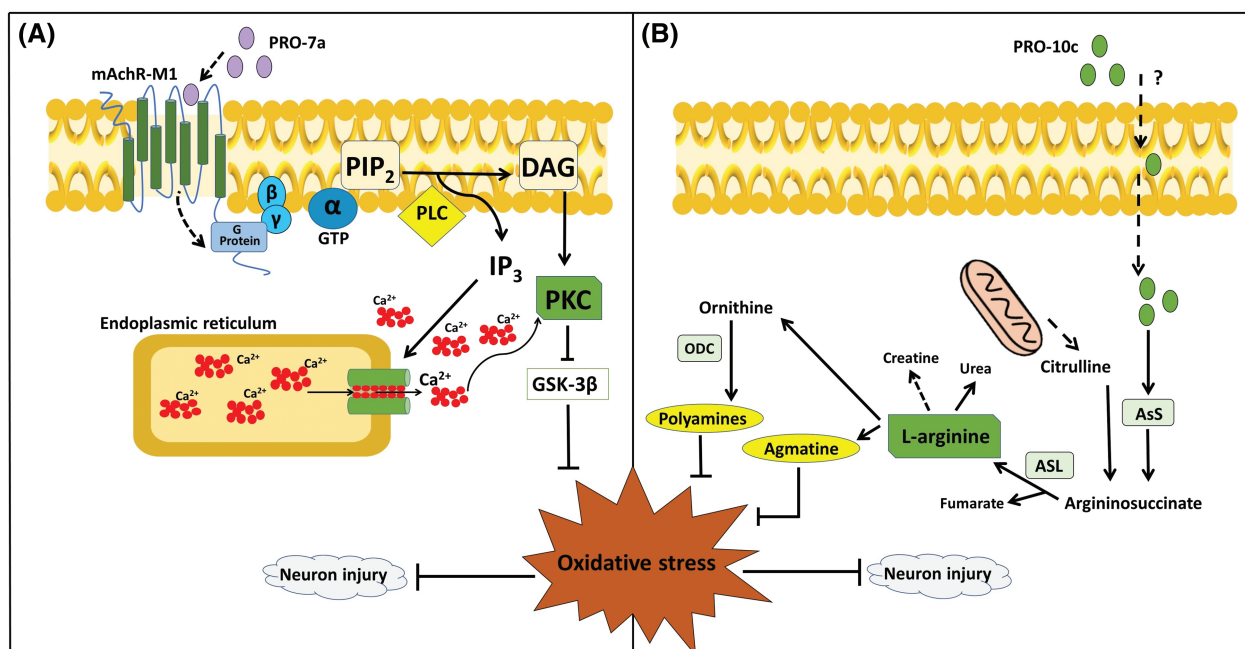 (A)
PRO-7a
mAchR-M1
PIP₂
DAG
β
γ
α
GTP
PLC
G
Protein
IP₃
PKC
Ca²⁺
Ca²⁺
Ca²⁺
Endoplasmic reticulum
Ca²⁺
Ca²⁺
Ca²⁺
Ca²⁺
Ca²⁺
GSK-3β
Neuron injury
Oxidative stress
(B)
PRO-10c
?
Ornithine
ODC
Creatine
Urea
Citrulline
Polyamines
Agmatine
L-arginine
AsS
ASL
Fumarate
Argininosuccinate
Neuron injury